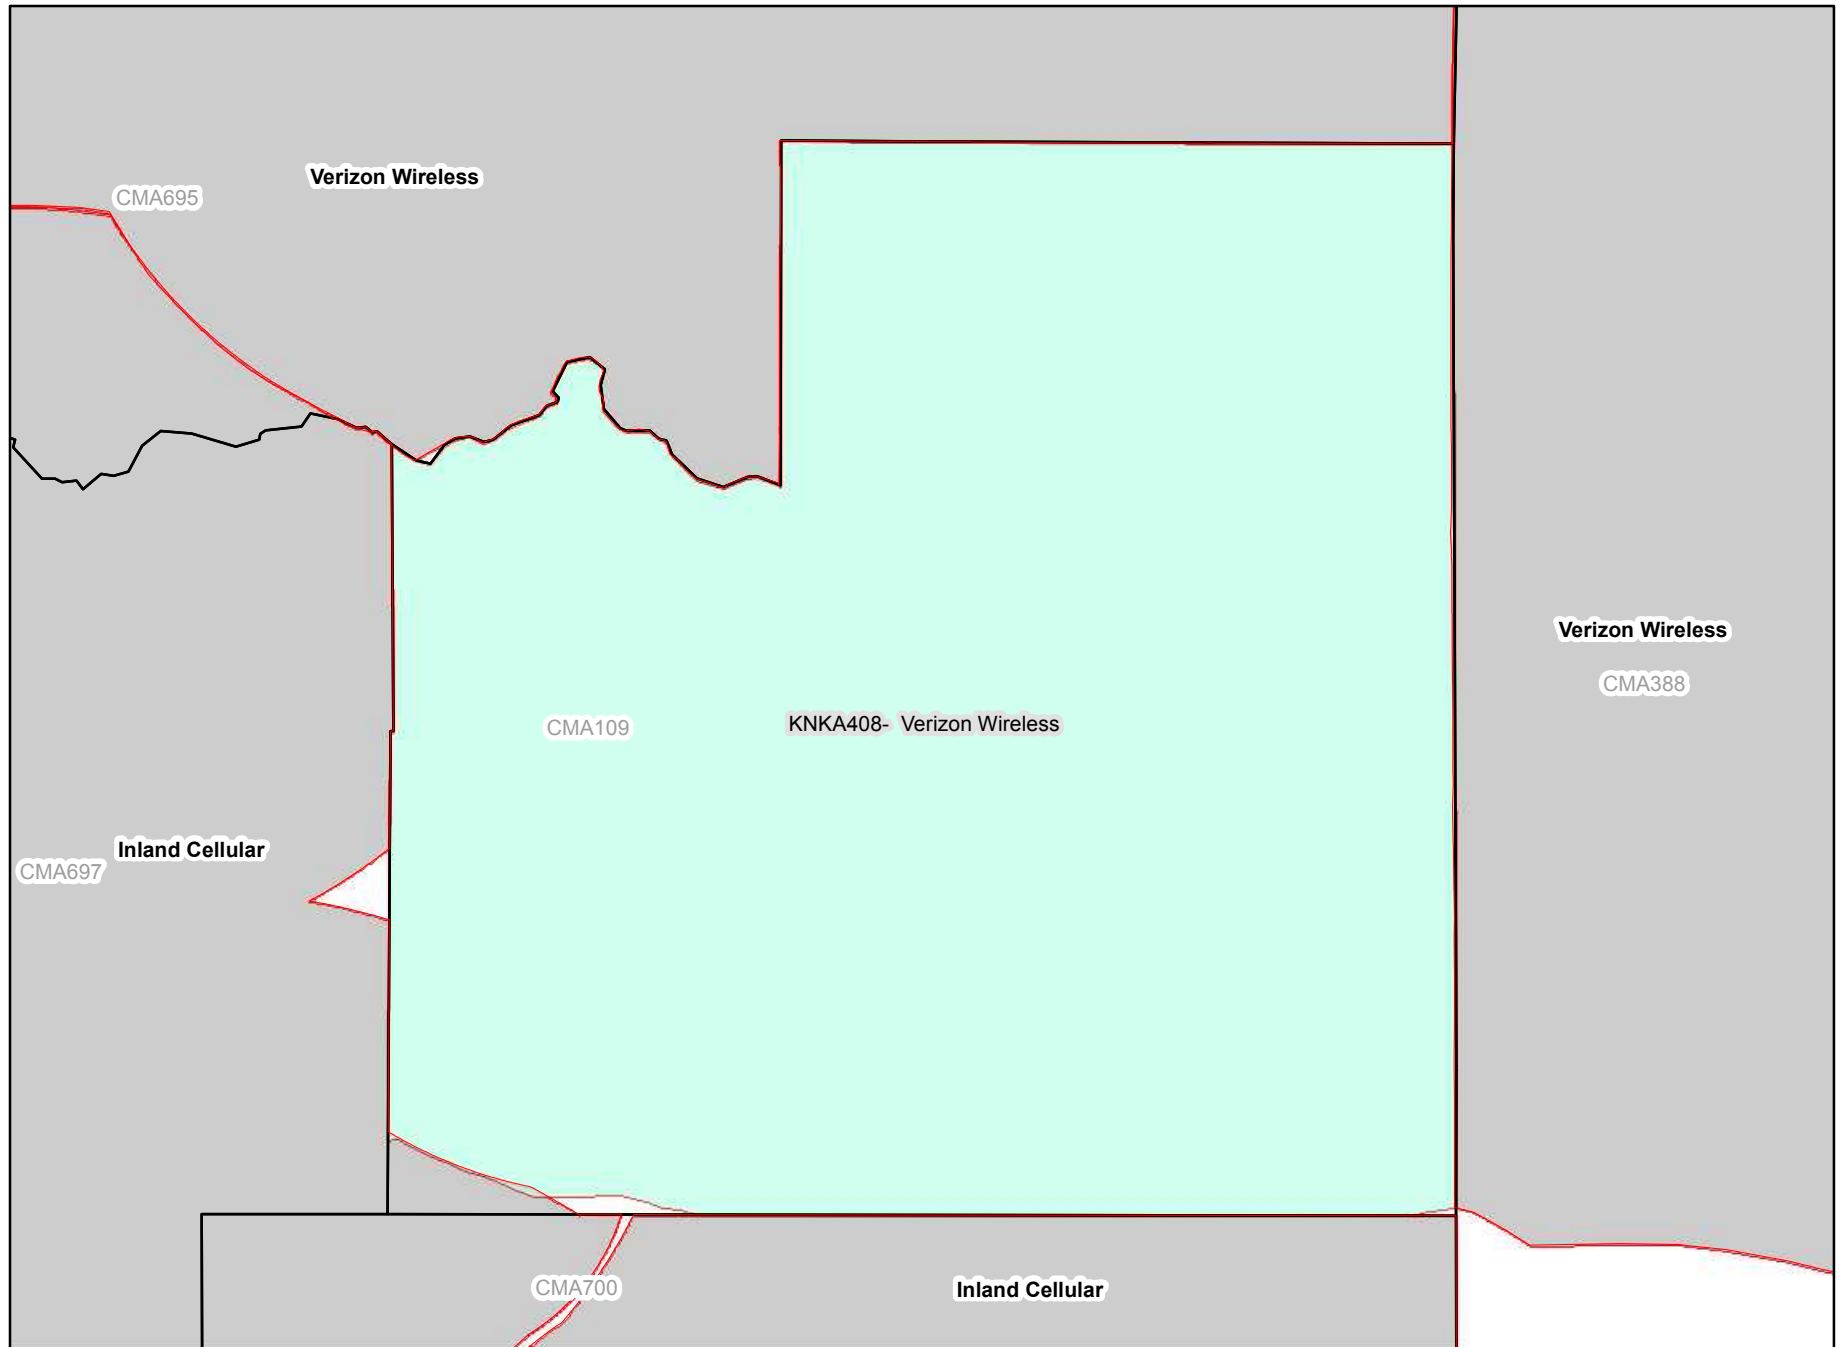 Verizon Wireless
CMA695
Verizon Wireless
CMA388
CMA109
KNKA408- Verizon Wireless
Inland Cellular
CMA697
CMA700
Inland Cellular